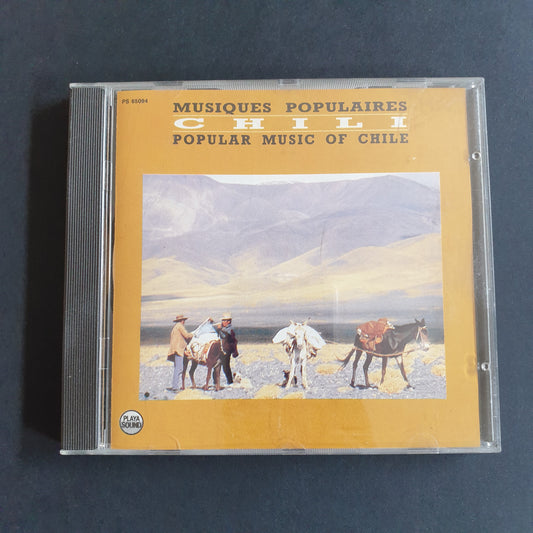 PS 65094
MUSIQUES POPULAIRES
CHILI
POPULAR MUSIC OF CHILE
PLAYA
SOUND